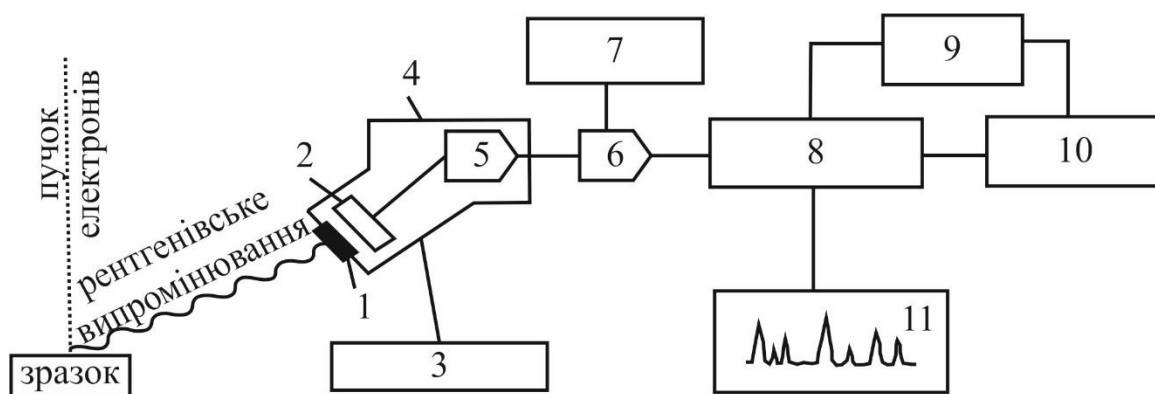 пучок
електронів
рентгенівське
випромінювання
зразок
1
2
3
4
5
6
7
8
9
10
11